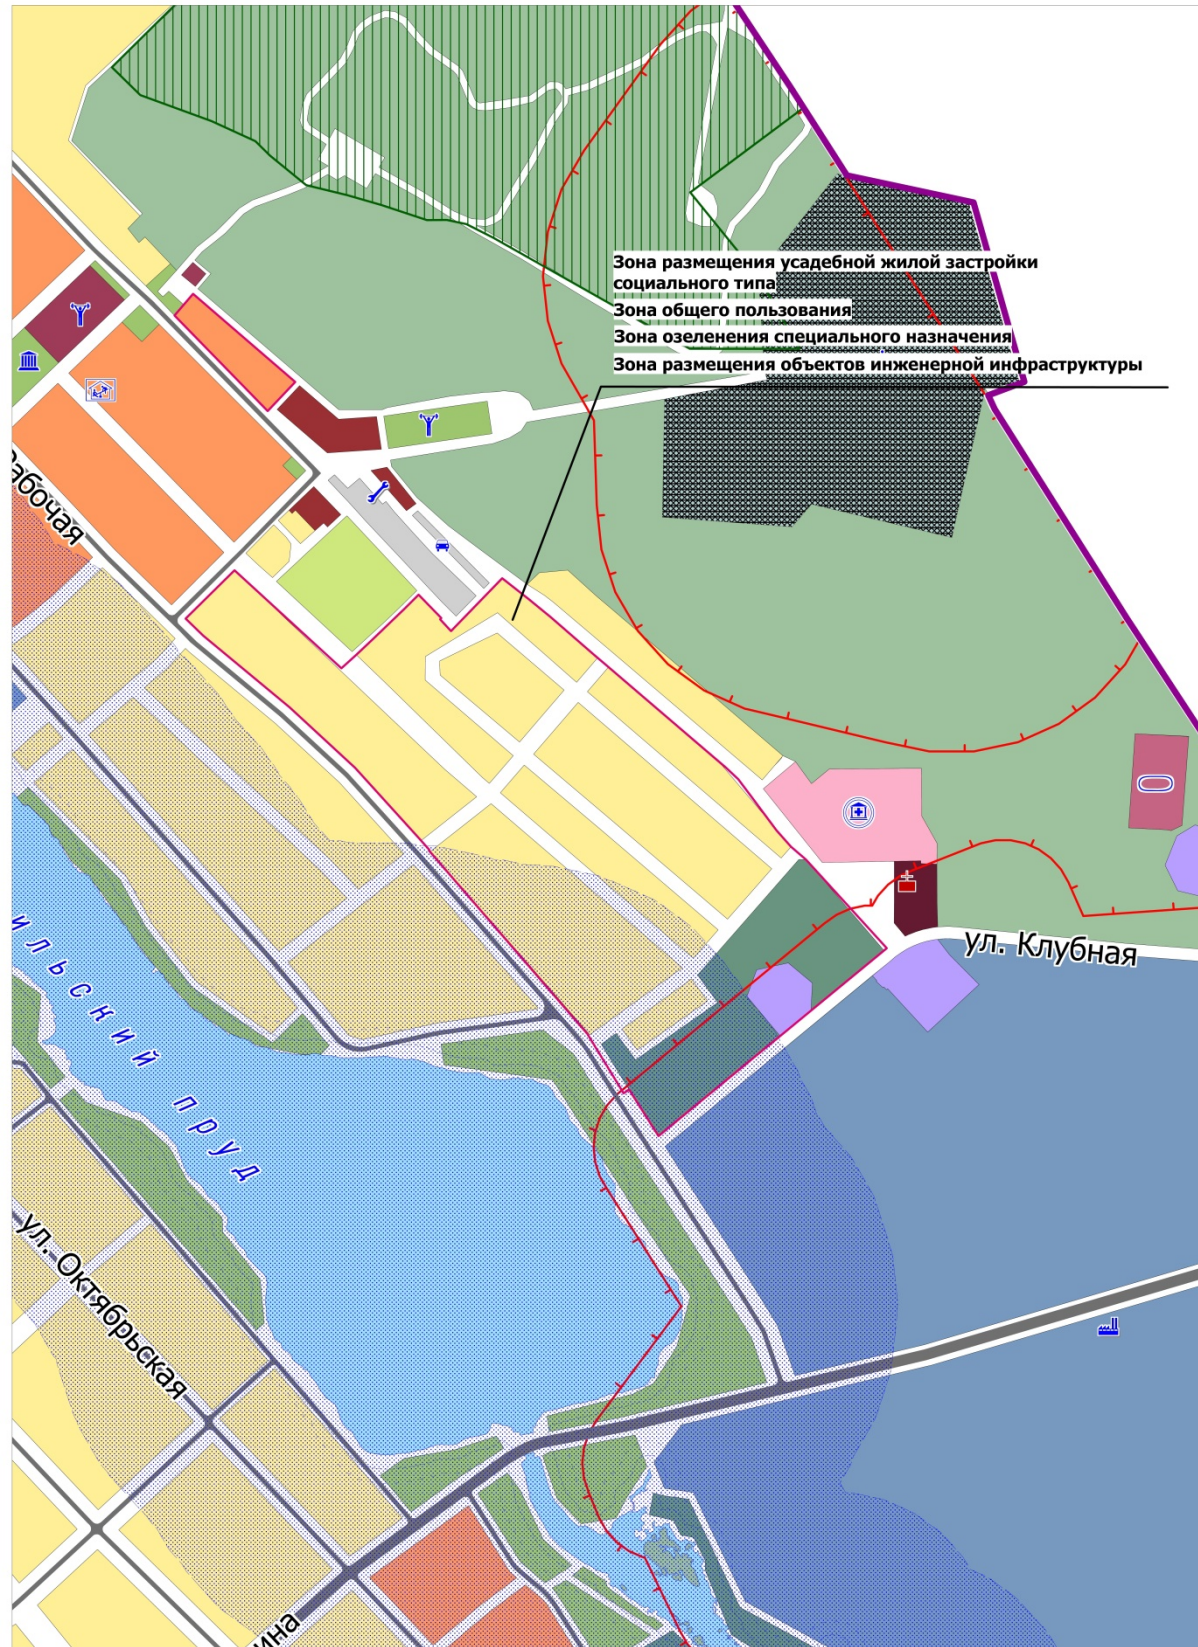 Зона размещения усадебной жилой застройки
социального типа
Зона общего пользования
Зона озеленения специального назначения
Зона размещения объектов инженерной инфраструктуры
абочая
ул. Клубная
ильский пруд
ул. Октябрьская
ина